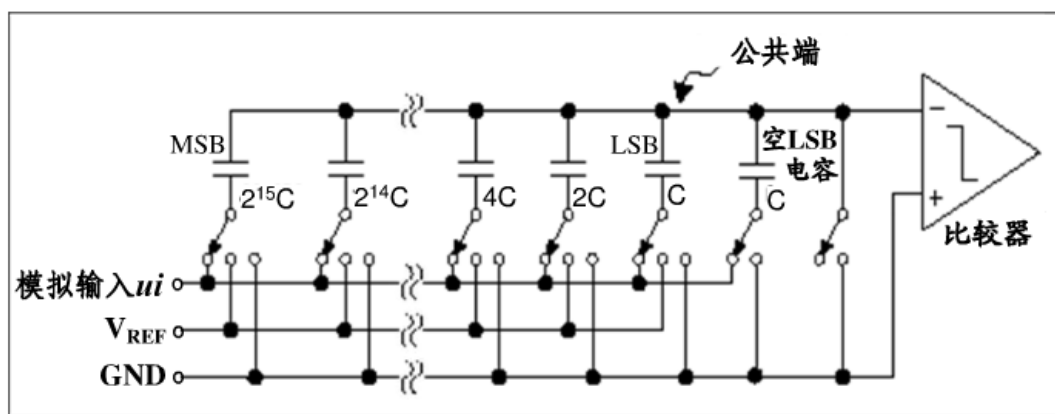 公共端
MSB
LSB
空LSB
电容
2¹⁵C
2¹⁴C
4C
2C
C
C
−
+
比较器
模拟输入ui
VREF
GND